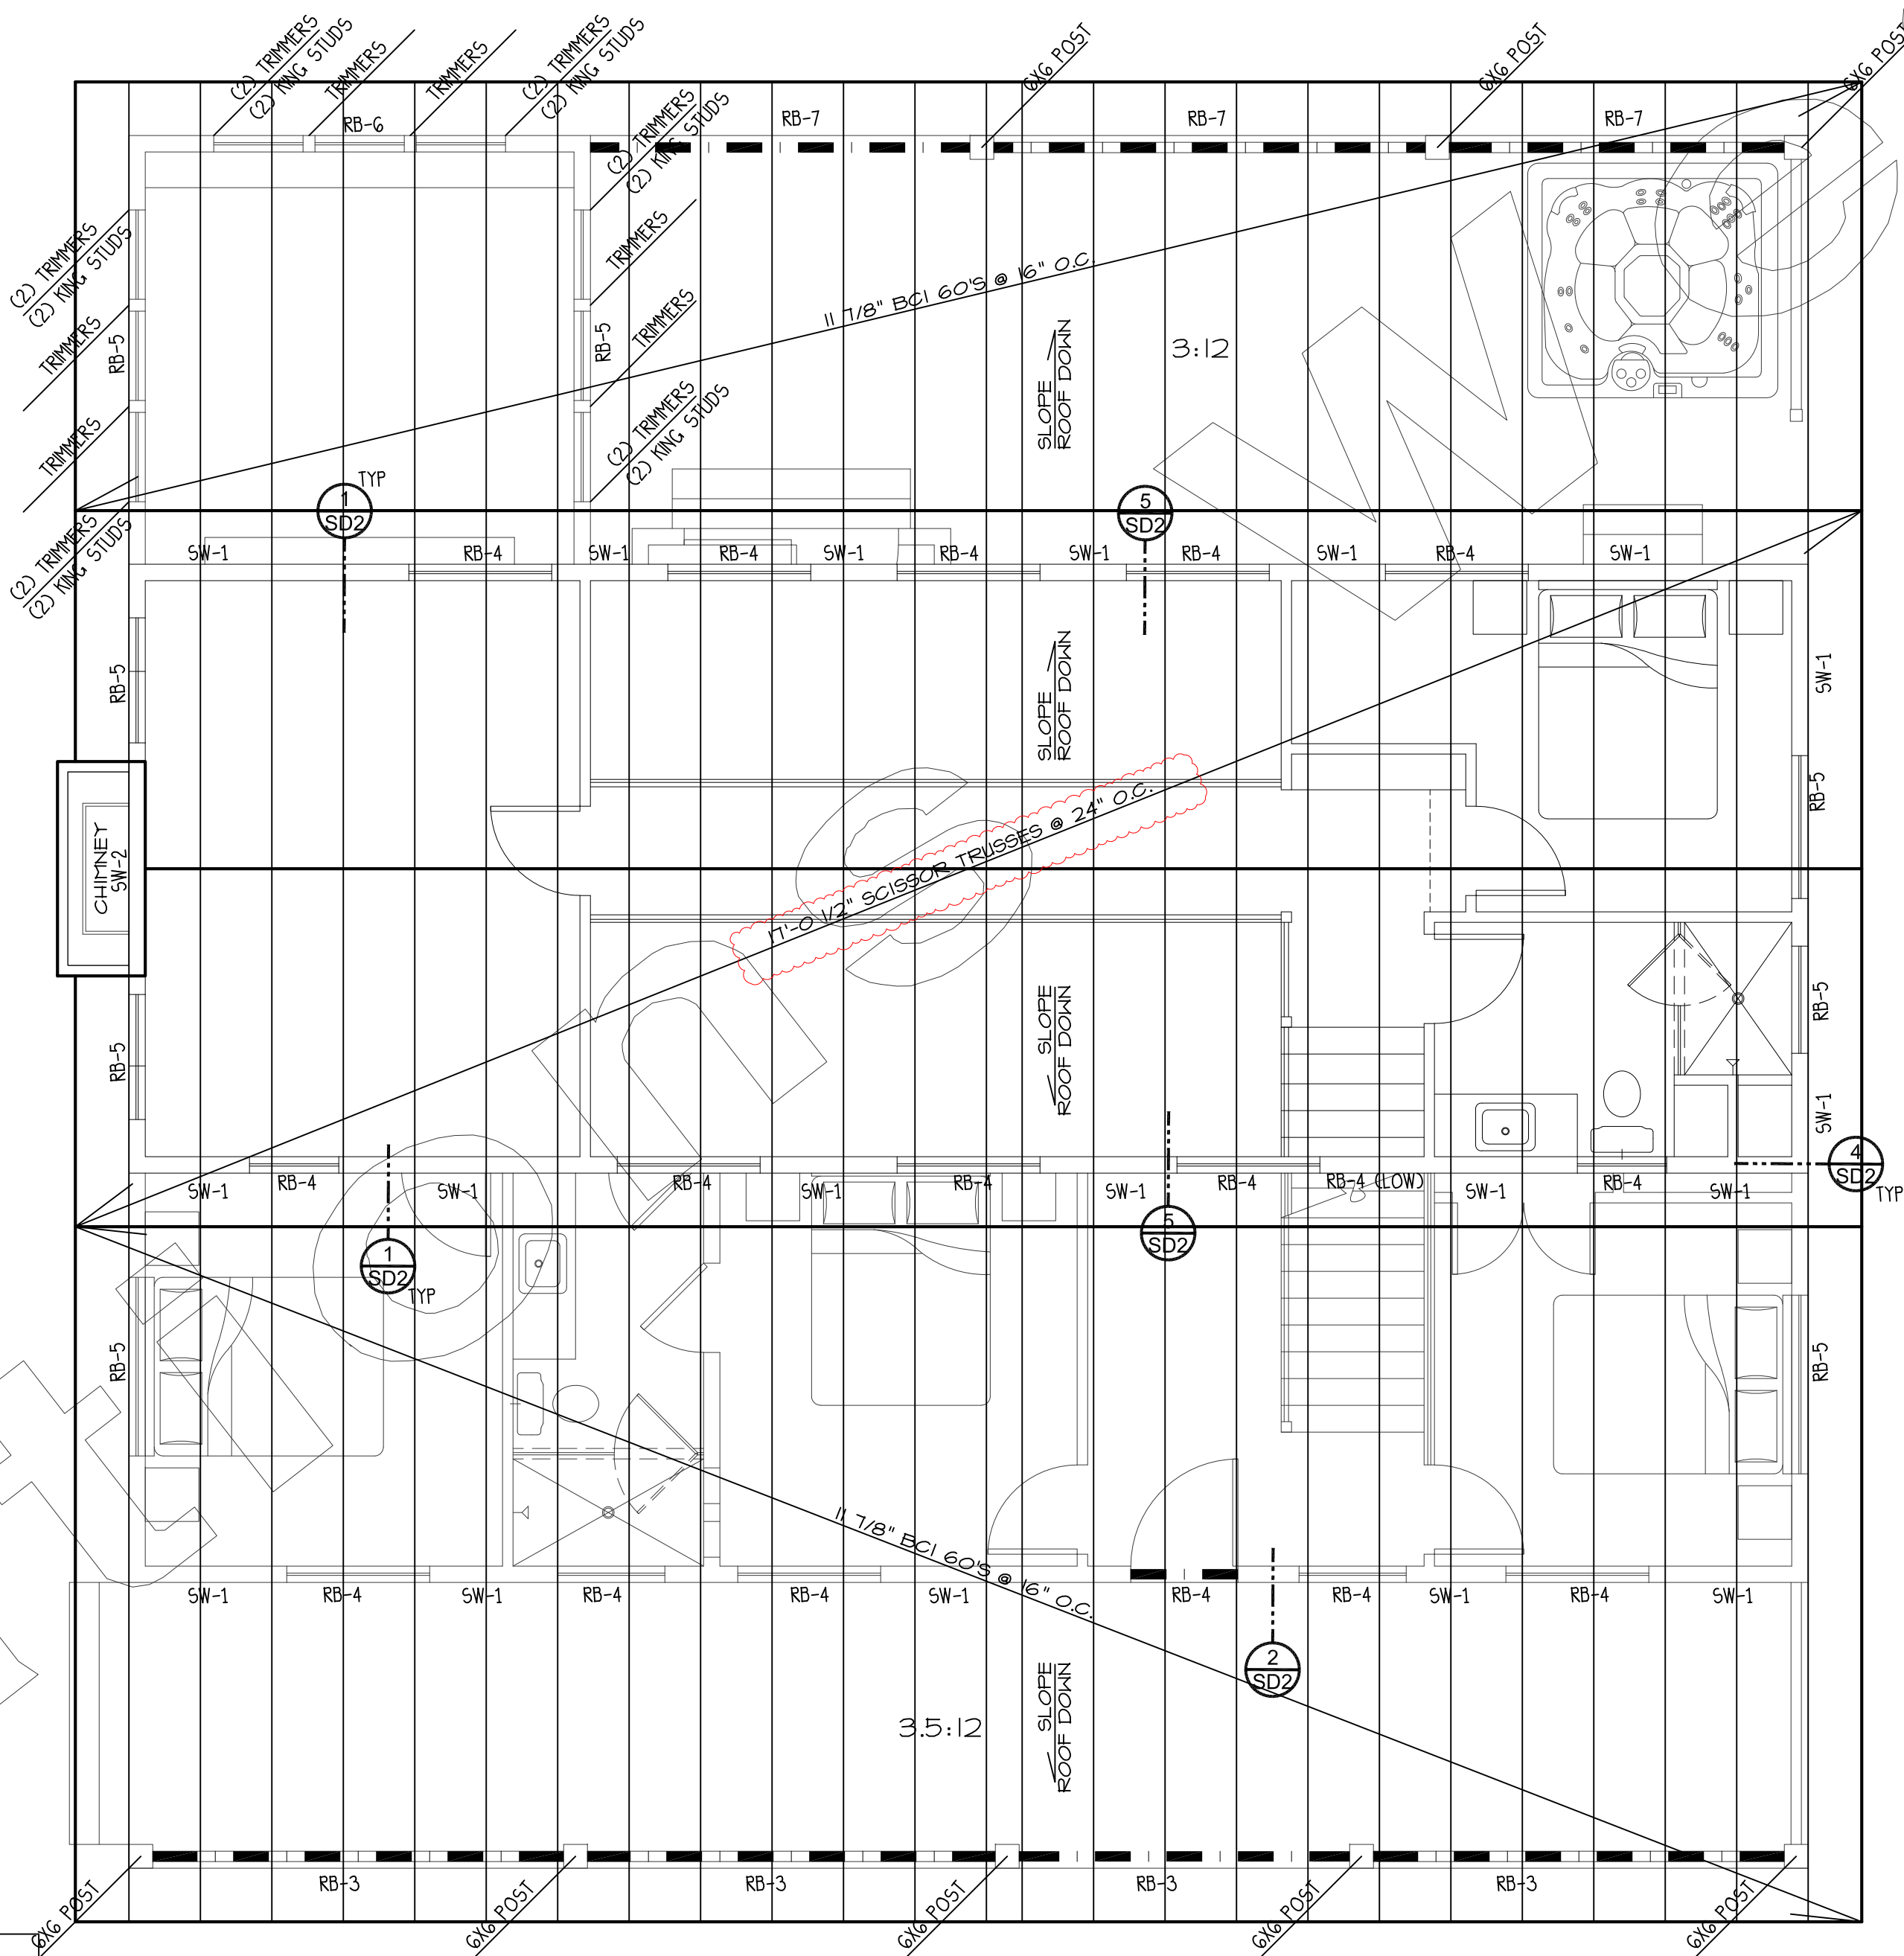 (2) TRIMMERS
(2) KING STUDS
TRIMMERS
TRIMMERS
(2) TRIMMERS
(2) KING STUDS
6X6 POST
6X6 POST
6X6 POST
RB-6
(2) TRIMMERS
(2) KING STUDS
RB-7
RB-7
RB-7
(2) TRIMMERS
(2) KING STUDS
TRIMMERS
RB-5
TRIMMERS
TRIMMERS
RB-5
TRIMMERS
11 7/8" BCI 60'S @ 16" O.C.
SLOPE
ROOF DOWN
3:12
(2) TRIMMERS
(2) KING STUDS
(2) TRIMMERS
(2) KING STUDS
1
SD2
TYP
5
SD2
SW-1
RB-4
SW-1
RB-4
SW-1
RB-4
SW-1
RB-4
SW-1
RB-4
SW-1
RB-5
SLOPE
ROOF DOWN
SW-1
RB-5
CHIMNEY
SW-2
17'-0 1/2" SCISSOR TRUSSES @ 24" O.C.
RB-5
SLOPE
ROOF DOWN
RB-5
SW-1
4
SD2
TYP
SW-1
RB-4
SW-1
RB-4
SW-1
RB-4
SW-1
RB-4
RB-4 (LOW)
SW-1
RB-4
SW-1
1
SD2
TYP
5
SD2
RB-5
RB-5
11 7/8" BCI 60'S @ 16" O.C.
SW-1
RB-4
SW-1
RB-4
RB-4
SW-1
RB-4
RB-4
SW-1
RB-4
SW-1
2
SD2
SLOPE
ROOF DOWN
3.5:12
RB-3
RB-3
RB-3
RB-3
6X6 POST
6X6 POST
6X6 POST
6X6 POST
6X6 POST